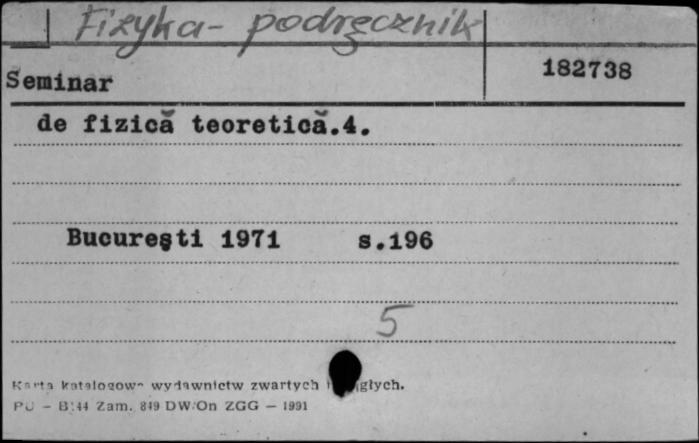 Fizyka - podręcznik
Seminar
182738
de fizică teoretică.4.
Bucureşti 1971 s.196
5
Karta katalogowa wydawnictw zwartych i
PU - B/44 Zam. 849 DW/On ZGG — 1991